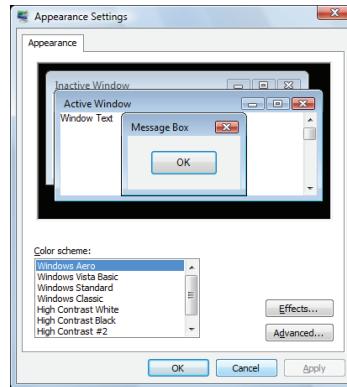 Appearance Settings
Appearance
Inactive Window
Active Window
Window Text
Message Box
OK
Color scheme:
Windows Aero
Windows Vista Basic
Windows Standard
Windows Classic
High Contrast White
High Contrast Black
High Contrast #2
Effects...
Advanced...
OK
Cancel
Apply